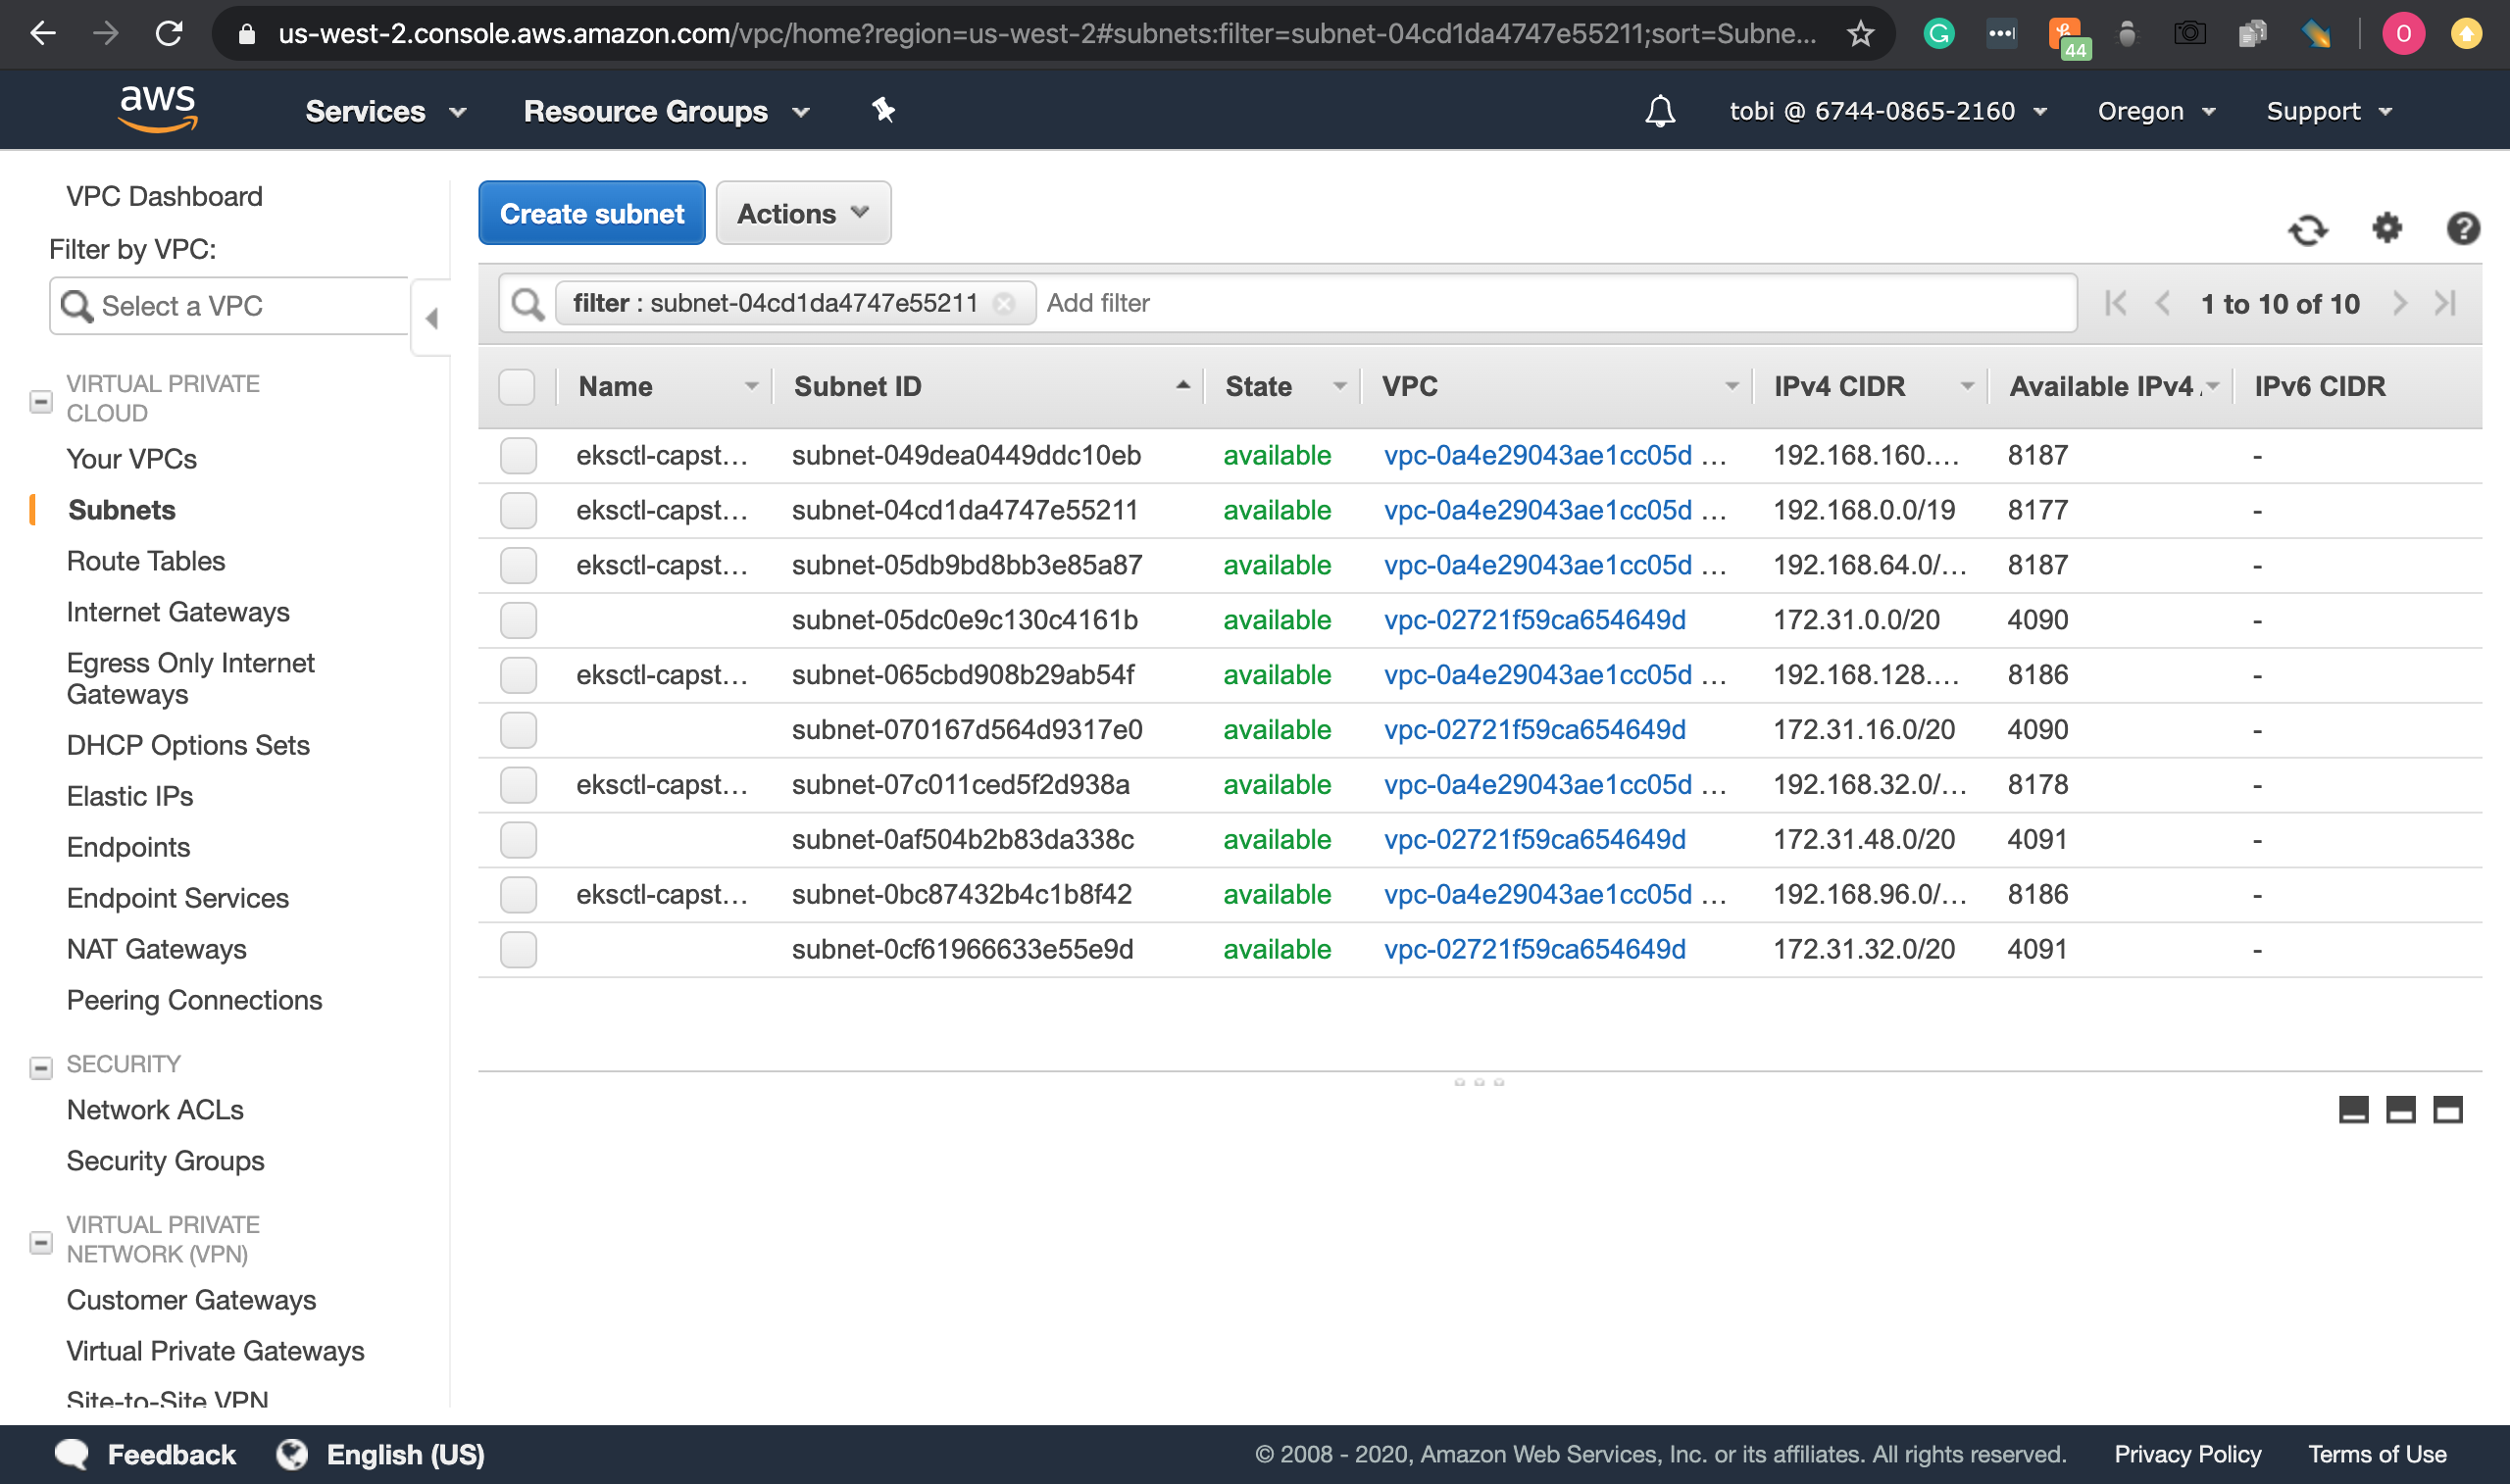 us-west-2.console.aws.amazon.com/vpc/home?region=us-west-2#subnets:filter=subnet-04cd1da4747e55211;sort=Subne...
44
O
aws
Services
Resource Groups
tobi @ 6744-0865-2160
Oregon
Support
VPC Dashboard
Filter by VPC:
Select a VPC
VIRTUAL PRIVATE
CLOUD
Your VPCs
Subnets
Route Tables
Internet Gateways
Egress Only Internet
Gateways
DHCP Options Sets
Elastic IPs
Endpoints
Endpoint Services
NAT Gateways
Peering Connections
SECURITY
Network ACLs
Security Groups
VIRTUAL PRIVATE
NETWORK (VPN)
Customer Gateways
Virtual Private Gateways
Site-to-Site VPN
Create subnet
Actions
filter : subnet-04cd1da4747e55211
Add filter
1 to 10 of 10
Name Subnet ID State VPC IPv4 CIDR Available IPv4 IPv6 CIDR
eksctl-capst... subnet-049dea0449ddc10eb available vpc-0a4e29043ae1cc05d ... 192.168.160.... 8187 -
eksctl-capst... subnet-04cd1da4747e55211 available vpc-0a4e29043ae1cc05d ... 192.168.0.0/19 8177 -
eksctl-capst... subnet-05db9bd8bb3e85a87 available vpc-0a4e29043ae1cc05d ... 192.168.64.0/... 8187 -
subnet-05dc0e9c130c4161b available vpc-02721f59ca654649d 172.31.0.0/20 4090 -
eksctl-capst... subnet-065cbd908b29ab54f available vpc-0a4e29043ae1cc05d ... 192.168.128.... 8186 -
subnet-070167d564d9317e0 available vpc-02721f59ca654649d 172.31.16.0/20 4090 -
eksctl-capst... subnet-07c011ced5f2d938a available vpc-0a4e29043ae1cc05d ... 192.168.32.0/... 8178 -
subnet-0af504b2b83da338c available vpc-02721f59ca654649d 172.31.48.0/20 4091 -
eksctl-capst... subnet-0bc87432b4c1b8f42 available vpc-0a4e29043ae1cc05d ... 192.168.96.0/... 8186 -
subnet-0cf61966633e55e9d available vpc-02721f59ca654649d 172.31.32.0/20 4091 -
Feedback
English (US)
© 2008 - 2020, Amazon Web Services, Inc. or its affiliates. All rights reserved.
Privacy Policy
Terms of Use